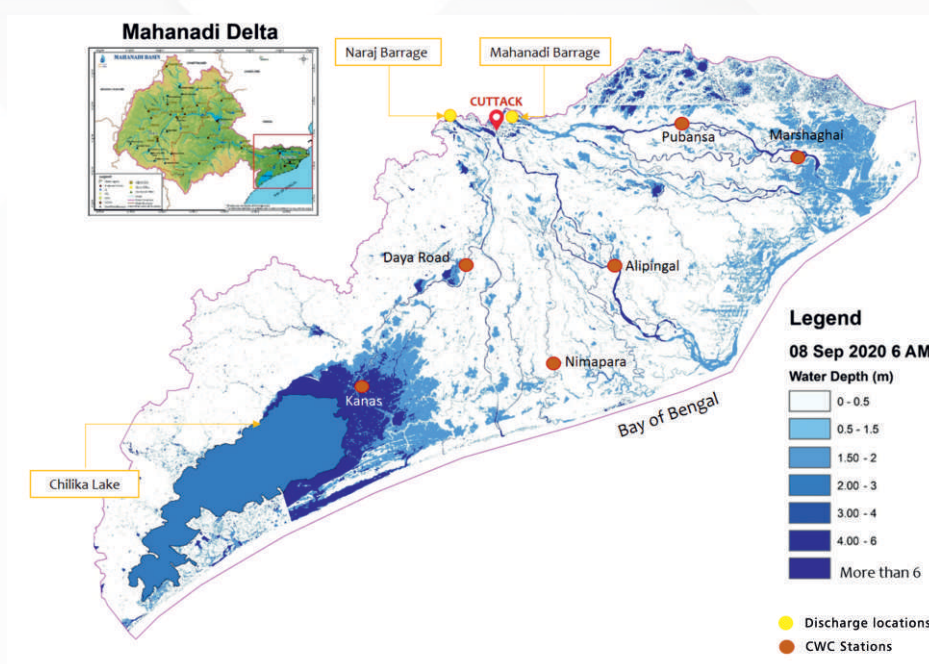 Mahanadi Delta
MAHANADI BASIN
Naraj Barrage
Mahanadi Barrage
CUTTACK
Pubansa
Marshaghai
Daya Road
Alipingal
Nimapara
Kanas
Bay of Bengal
Chilika Lake
Legend
08 Sep 2020 6 AM
Water Depth (m)
0 - 0.5
0.5 - 1.5
1.50 - 2
2.00 - 3
3.00 - 4
4.00 - 6
More than 6
Discharge locations
CWC Stations